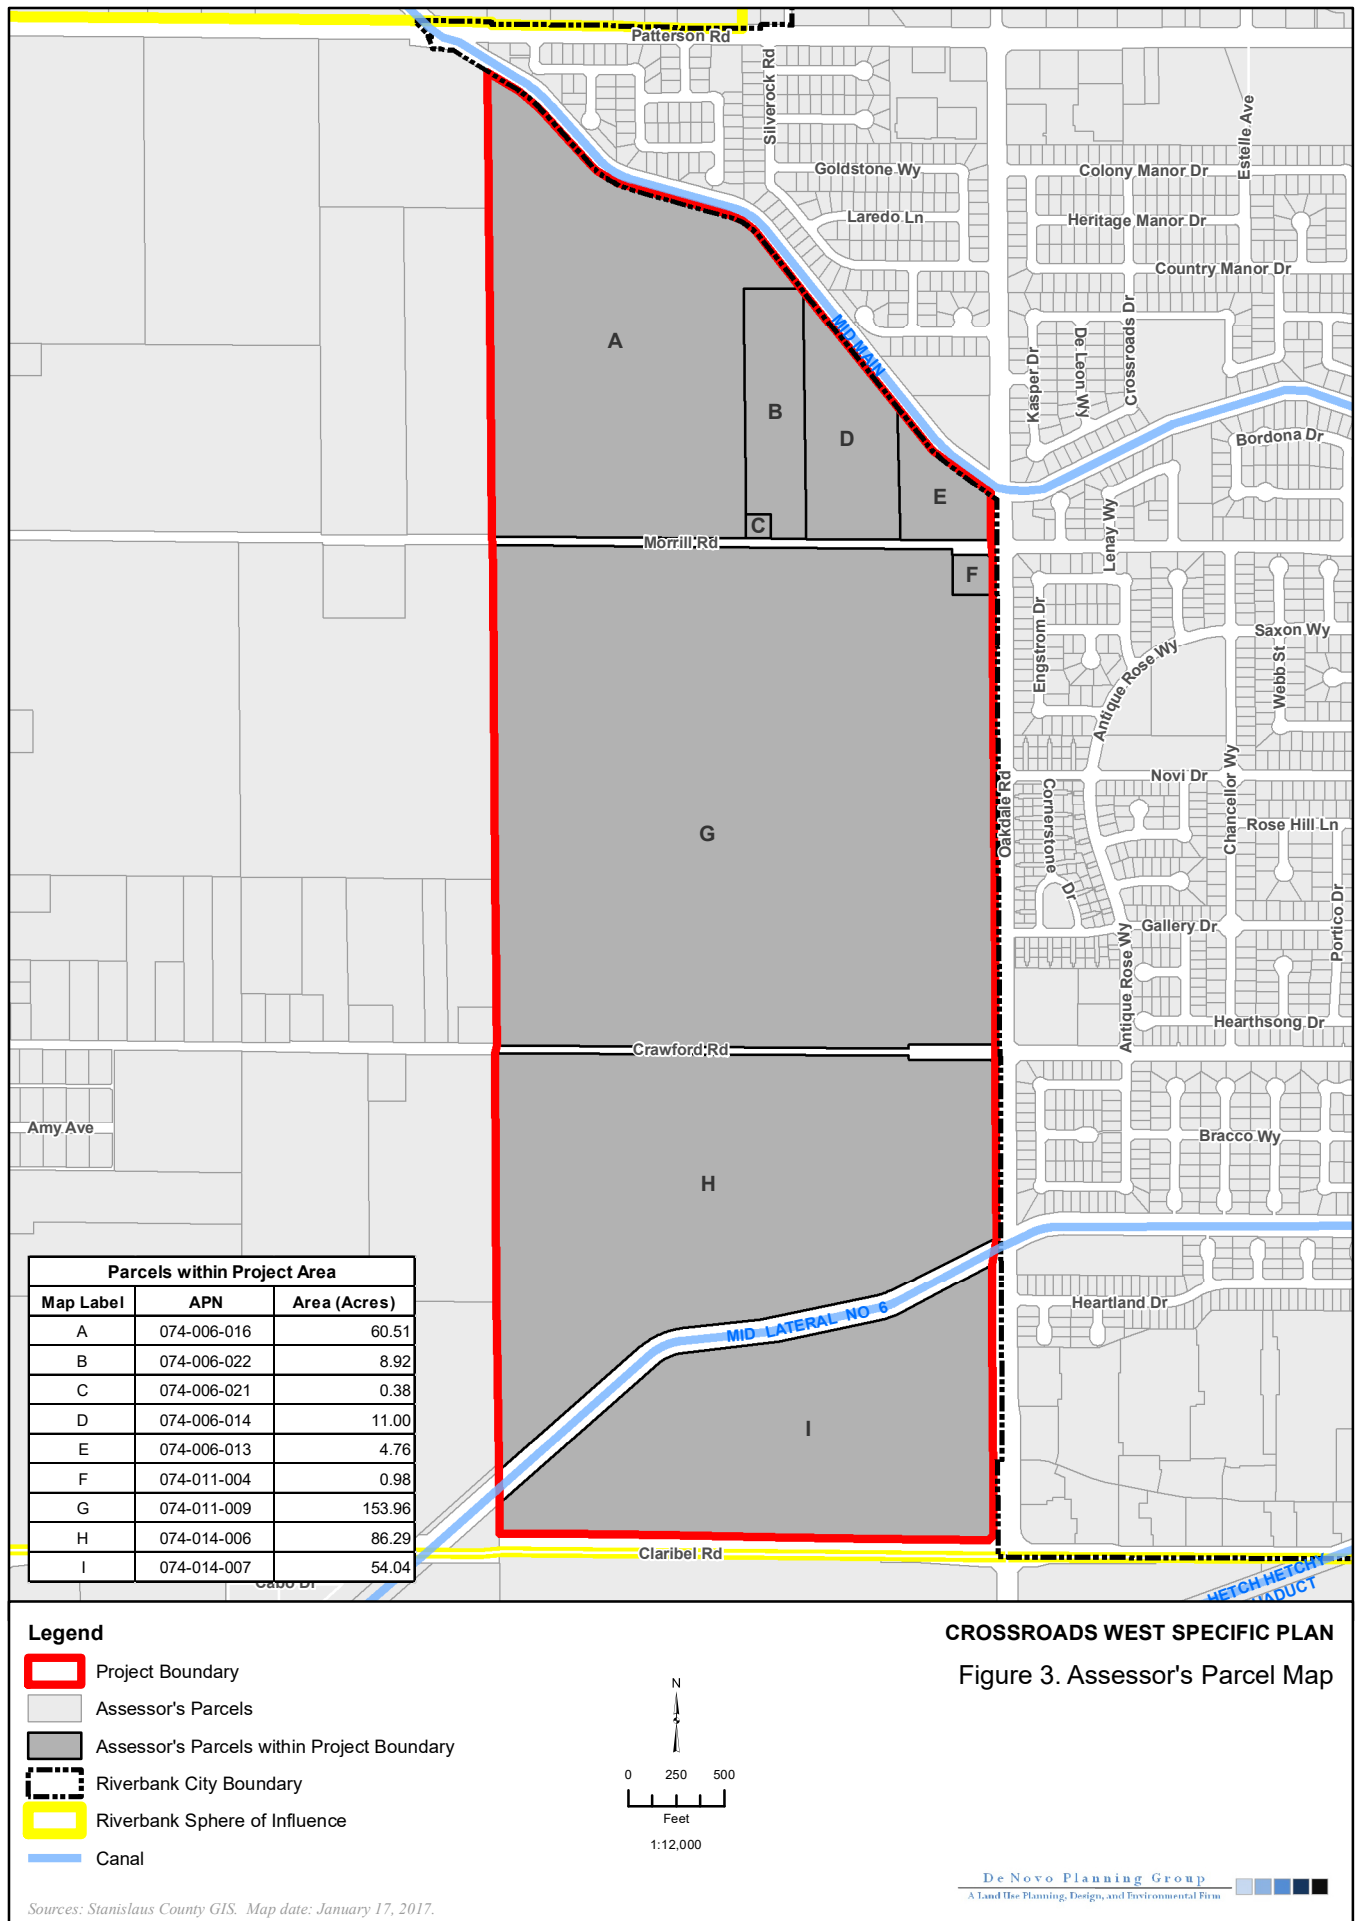 Patterson Rd
Silverock Rd
Estelle Ave
Goldstone Wy
Colony Manor Dr
Laredo Ln
Heritage Manor Dr
Country Manor Dr
MID MAIN
Kasper Dr
De Leon Wy
Crossroads Dr
A
B
D
Bordona Dr
E
C
Morrill Rd
Lenay Wy
F
Engstrom Dr
Antique Rose Wy
Saxon Wy
Webb St
Novi Dr
Oakdale Rd
Cornerstone Dr
Chancellor Wy
Rose Hill Ln
G
Portico Dr
Gallery Dr
Antique Rose Wy
Hearthsong Dr
Crawford Rd
Amy Ave
Bracco Wy
H
MID LATERAL NO 6
Heartland Dr
I
Claribel Rd
Cabo Dr
HETCH HETCHY
Parcels within Project Area
Map Label APN Area (Acres)
A 074-006-016 60.51
B 074-006-022 8.92
C 074-006-021 0.38
D 074-006-014 11.00
E 074-006-013 4.76
F 074-011-004 0.98
G 074-011-009 153.96
H 074-014-006 86.29
I 074-014-007 54.04
Legend
Project Boundary
Assessor's Parcels
Assessor's Parcels within Project Boundary
Riverbank City Boundary
Riverbank Sphere of Influence
Canal
Sources: Stanislaus County GIS. Map date: January 17, 2017.
N
0 250 500
Feet
1:12,000
CROSSROADS WEST SPECIFIC PLAN
Figure 3. Assessor's Parcel Map
De Novo Planning Group
A Land Use Planning, Design, and Environmental Firm